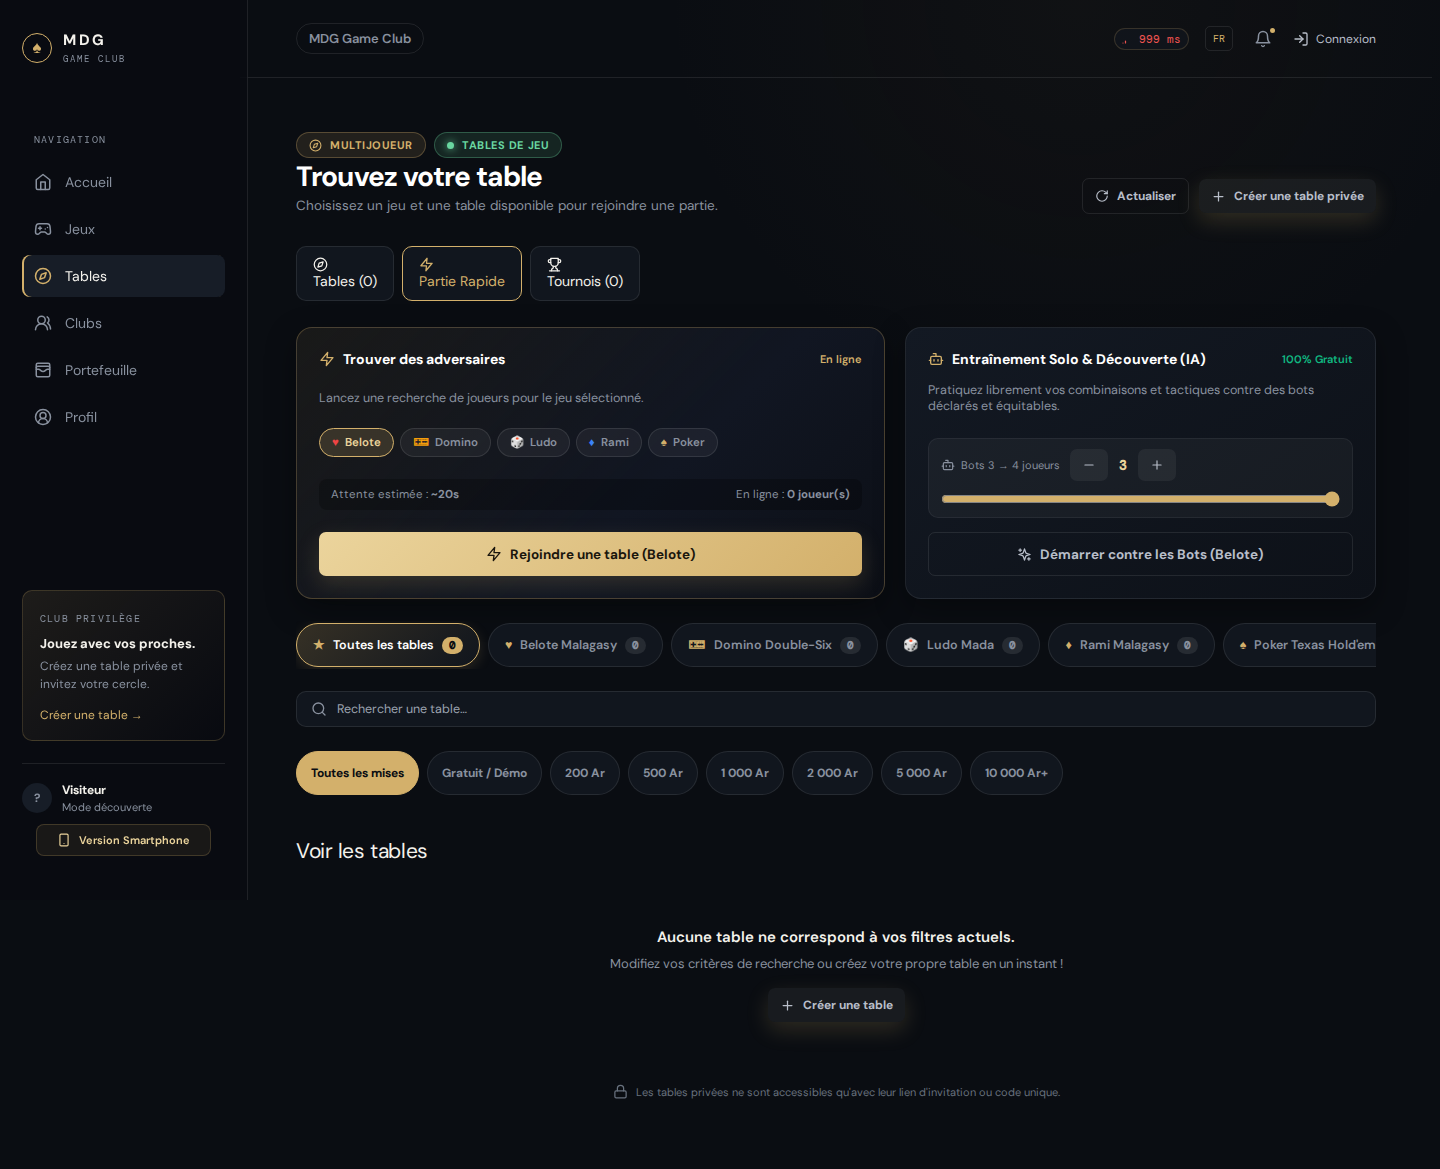 MDG
GAME CLUB
MDG Game Club
999 ms
FR
Connexion
NAVIGATION
Accueil
Jeux
Tables
Clubs
Portefeuille
Profil
CLUB PRIVILÈGE
Jouez avec vos proches.
Créez une table privée et
invitez votre cercle.
Créer une table →
?
Visiteur
Mode découverte
Version Smartphone
MULTIJOUEUR
TABLES DE JEU
Trouvez votre table
Choisissez un jeu et une table disponible pour rejoindre une partie.
Actualiser
Créer une table privée
Tables (0)
Partie Rapide
Tournois (0)
Trouver des adversaires
En ligne
Lancez une recherche de joueurs pour le jeu sélectionné.
Belote
Domino
Ludo
Rami
Poker
Attente estimée : ~20s
En ligne : 0 joueur(s)
Rejoindre une table (Belote)
Entraînement Solo & Découverte (IA)
100% Gratuit
Pratiquez librement vos combinaisons et tactiques contre des bots
déclarés et équitables.
Bots 3 → 4 joueurs
3
Démarrer contre les Bots (Belote)
Toutes les tables 0
Belote Malagasy 0
Domino Double-Six 0
Ludo Mada 0
Rami Malagasy 0
Poker Texas Hold'em
Rechercher une table...
Toutes les mises
Gratuit / Démo
200 Ar
500 Ar
1 000 Ar
2 000 Ar
5 000 Ar
10 000 Ar+
Voir les tables
Aucune table ne correspond à vos filtres actuels.
Modifiez vos critères de recherche ou créez votre propre table en un instant !
Créer une table
Les tables privées ne sont accessibles qu'avec leur lien d'invitation ou code unique.